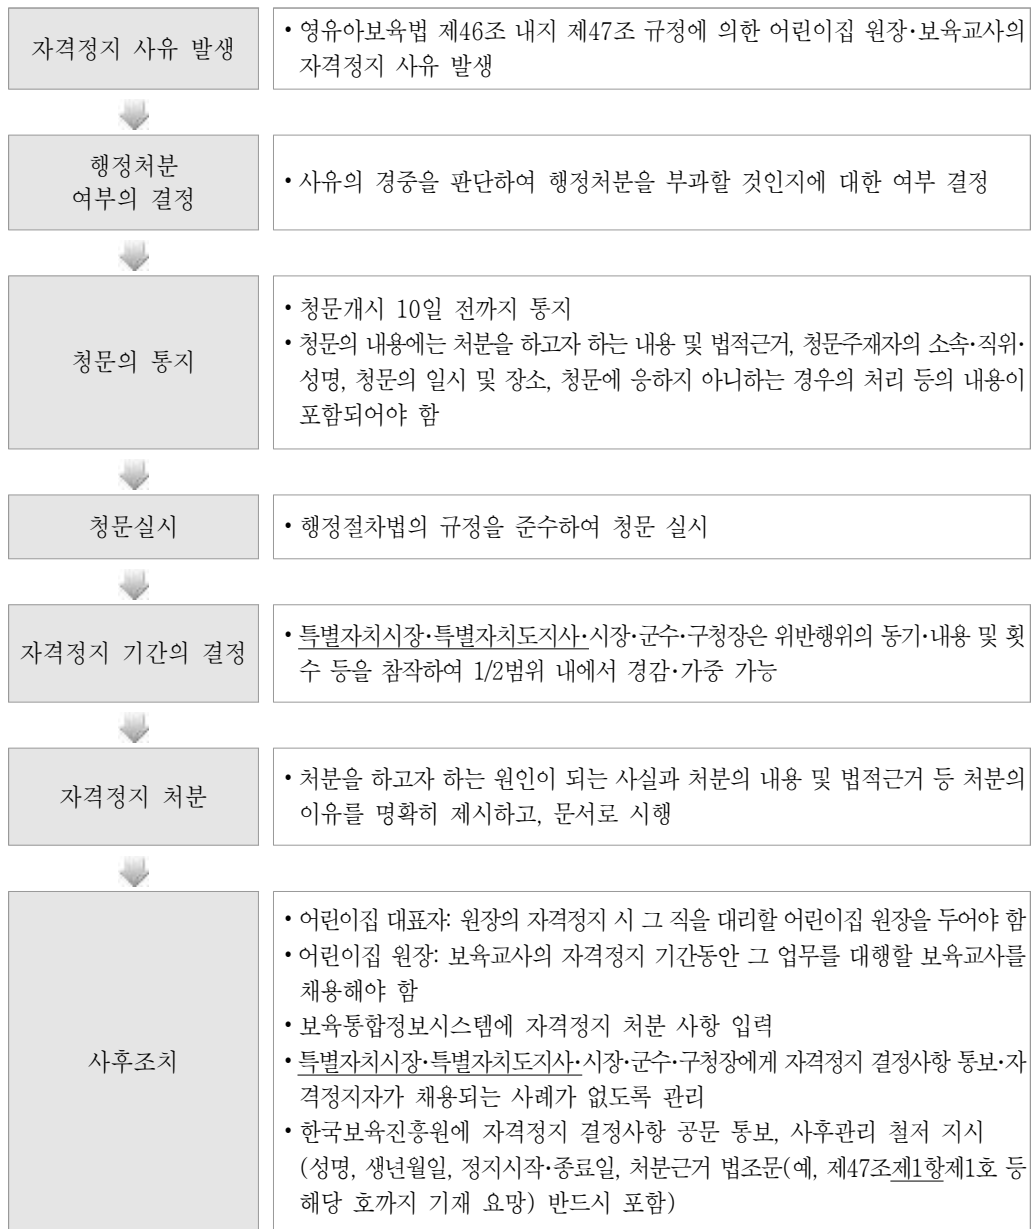 자격정지 사유 발생
• 영유아보육법 제46조 내지 제47조 규정에 의한 어린이집 원장·보육교사의
자격정지 사유 발생
행정처분
여부의 결정
• 사유의 경중을 판단하여 행정처분을 부과할 것인지에 대한 여부 결정
청문의 통지
• 청문개시 10일 전까지 통지
• 청문의 내용에는 처분을 하고자 하는 내용 및 법적근거, 청문주재자의 소속·직위·
성명, 청문의 일시 및 장소, 청문에 응하지 아니하는 경우의 처리 등의 내용이
포함되어야 함
청문실시
• 행정절차법의 규정을 준수하여 청문 실시
자격정지 기간의 결정
• 특별자치시장·특별자치도지사·시장·군수·구청장은 위반행위의 동기·내용 및 횟
수 등을 참작하여 1/2범위 내에서 경감·가중 가능
자격정지 처분
• 처분을 하고자 하는 원인이 되는 사실과 처분의 내용 및 법적근거 등 처분의
이유를 명확히 제시하고, 문서로 시행
사후조치
• 어린이집 대표자: 원장의 자격정지 시 그 직을 대리할 어린이집 원장을 두어야 함
• 어린이집 원장: 보육교사의 자격정지 기간동안 그 업무를 대행할 보육교사를
채용해야 함
• 보육통합정보시스템에 자격정지 처분 사항 입력
• 특별자치시장·특별자치도지사·시장·군수·구청장에게 자격정지 결정사항 통보·자
격정지자가 채용되는 사례가 없도록 관리
• 한국보육진흥원에 자격정지 결정사항 공문 통보, 사후관리 철저 지시
(성명, 생년월일, 정지시작·종료일, 처분근거 법조문(예, 제47조제1항제1호 등
해당 호까지 기재 요망) 반드시 포함)